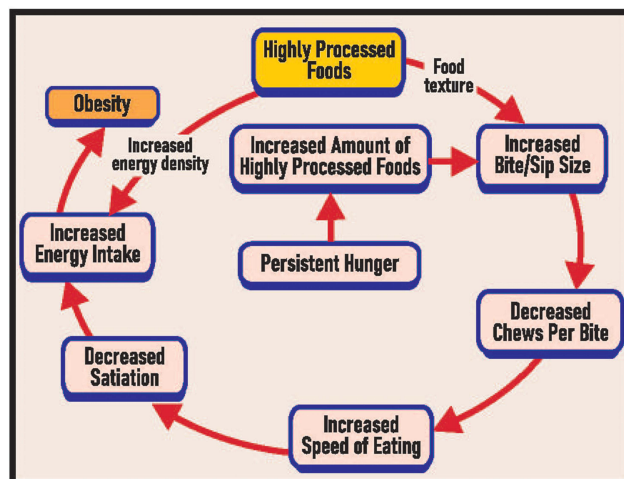 Highly Processed
Foods
Food
texture
Obesity
Increased
energy density
Increased Amount of
Highly Processed Foods
Increased
Bite/Sip Size
Increased
Energy Intake
Persistent Hunger
Decreased
Chews Per Bite
Decreased
Satiation
Increased
Speed of Eating